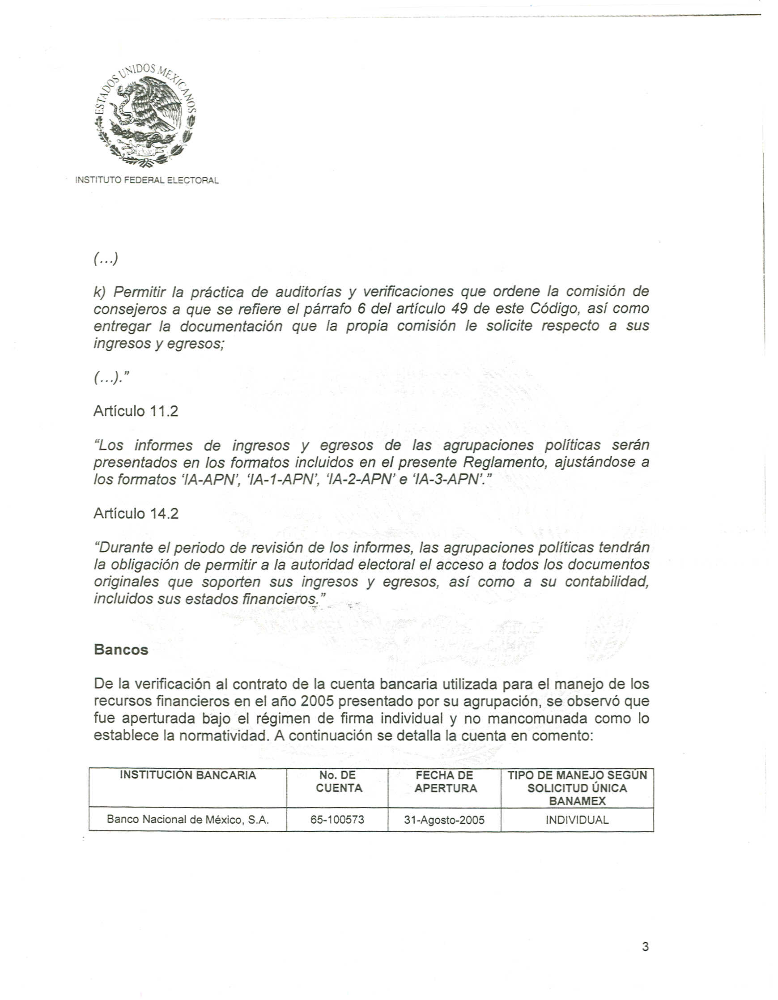 ESTADOS UNIDOS MEXICANOS
INSTITUTO FEDERAL ELECTORAL
(...)
k) Permitir la práctica de auditorías y verificaciones que ordene la comisión de
consejeros a que se refiere el párrafo 6 del artículo 49 de este Código, así como
entregar la documentación que la propia comisión le solicite respecto a sus
ingresos y egresos;
(...)."
Artículo 11.2
“Los informes de ingresos y egresos de las agrupaciones políticas serán
presentados en los formatos incluidos en el presente Reglamento, ajustándose a
los formatos ‘IA-APN’, ‘IA-1-APN’, ‘IA-2-APN’ e ‘IA-3-APN’.”
Artículo 14.2
“Durante el periodo de revisión de los informes, las agrupaciones políticas tendrán
la obligación de permitir a la autoridad electoral el acceso a todos los documentos
originales que soporten sus ingresos y egresos, así como a su contabilidad,
incluidos sus estados financieros.”
Bancos
De la verificación al contrato de la cuenta bancaria utilizada para el manejo de los
recursos financieros en el año 2005 presentado por su agrupación, se observó que
fue aperturada bajo el régimen de firma individual y no mancomunada como lo
establece la normatividad. A continuación se detalla la cuenta en comento:
INSTITUCIÓN BANCARIA No. DE FECHA DE TIPO DE MANEJO SEGÚN
CUENTA APERTURA SOLICITUD ÚNICA
BANAMEX
Banco Nacional de México, S.A. 65-100573 31-Agosto-2005 INDIVIDUAL
3